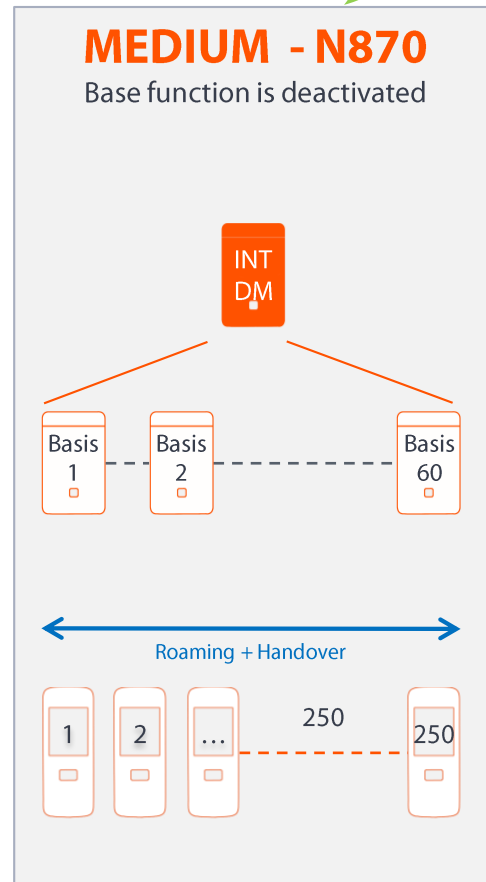 MEDIUM - N870
Base function is deactivated
INT
DM
Basis
1
Basis
2
Basis
60
Roaming + Handover
1
2
...
250
250